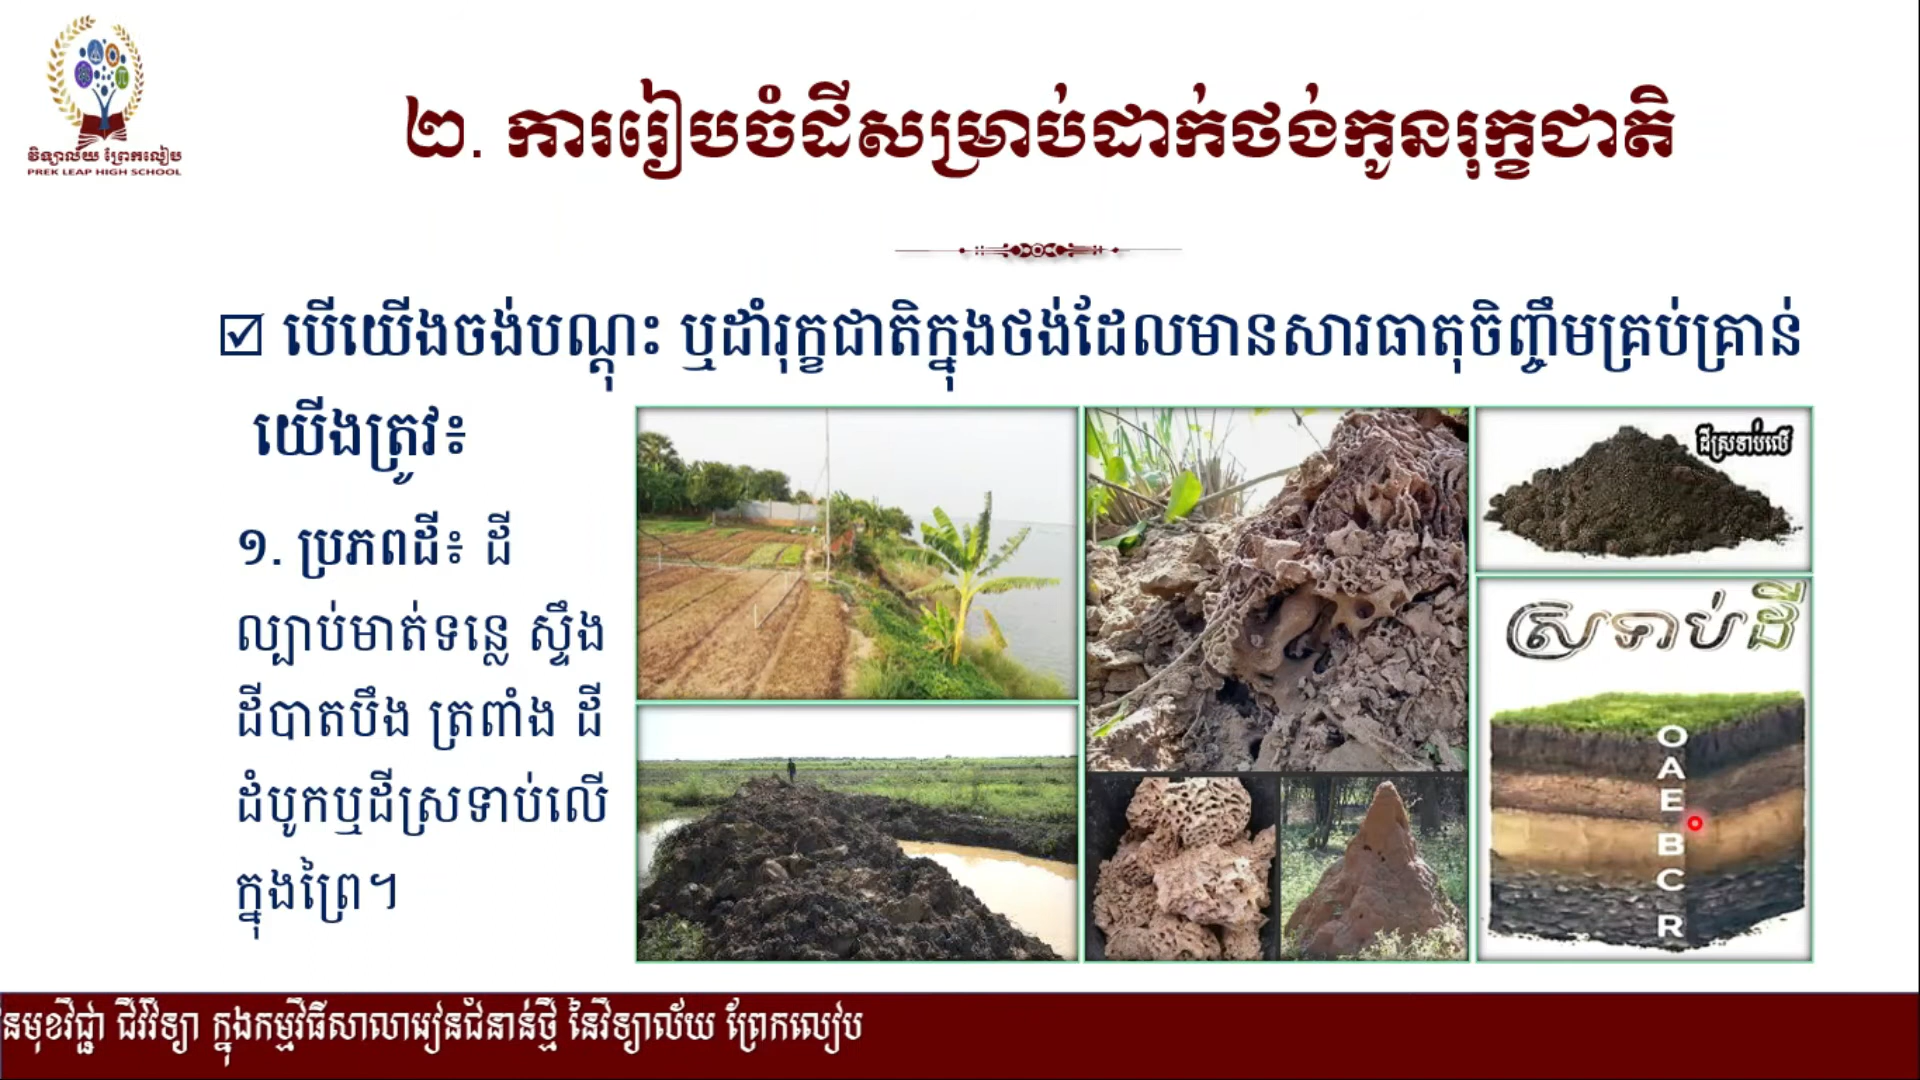 វិទ្យាល័យ ព្រែកលៀប
PREK LEAP HIGH SCHOOL
២. ការរៀបចំដីសម្រាប់ដាក់ថង់កូនរុក្ខជាតិ
បើយើងចង់បណ្តុះ ឬដាំរុក្ខជាតិក្នុងថង់ដែលមានសារធាតុចិញ្ចឹមគ្រប់គ្រាន់
យើងត្រូវ៖
១. ប្រភពដី៖ ដី
ល្បាប់មាត់ទន្លេ ស្ទឹង
ដីបាតបឹង ត្រពាំង ដី
ដំបូកឬដីស្រទាប់លើ
ក្នុងព្រៃ។
ដីស្រទាប់លើ
ស្រទាប់ដី
O
A
E
B
C
R
នៃមុខវិជ្ជា ជីវវិទ្យា ក្នុងកម្មវិធីសាលារៀនជំនាន់ថ្មី នៃវិទ្យាល័យ ព្រែកលៀប